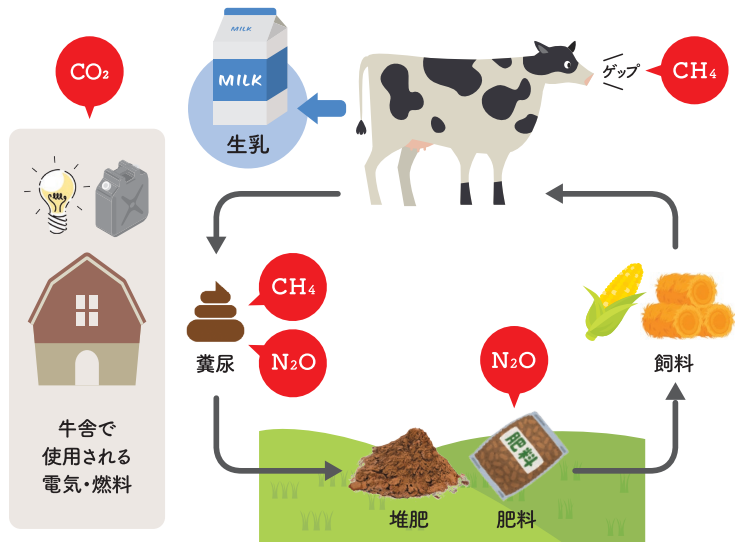 MILK
MILK
生乳
ゲップ
CH₄
CO₂
牛舎で
使用される
電気・燃料
糞尿
CH₄
N₂O
堆肥
肥料
N₂O
肥料
飼料